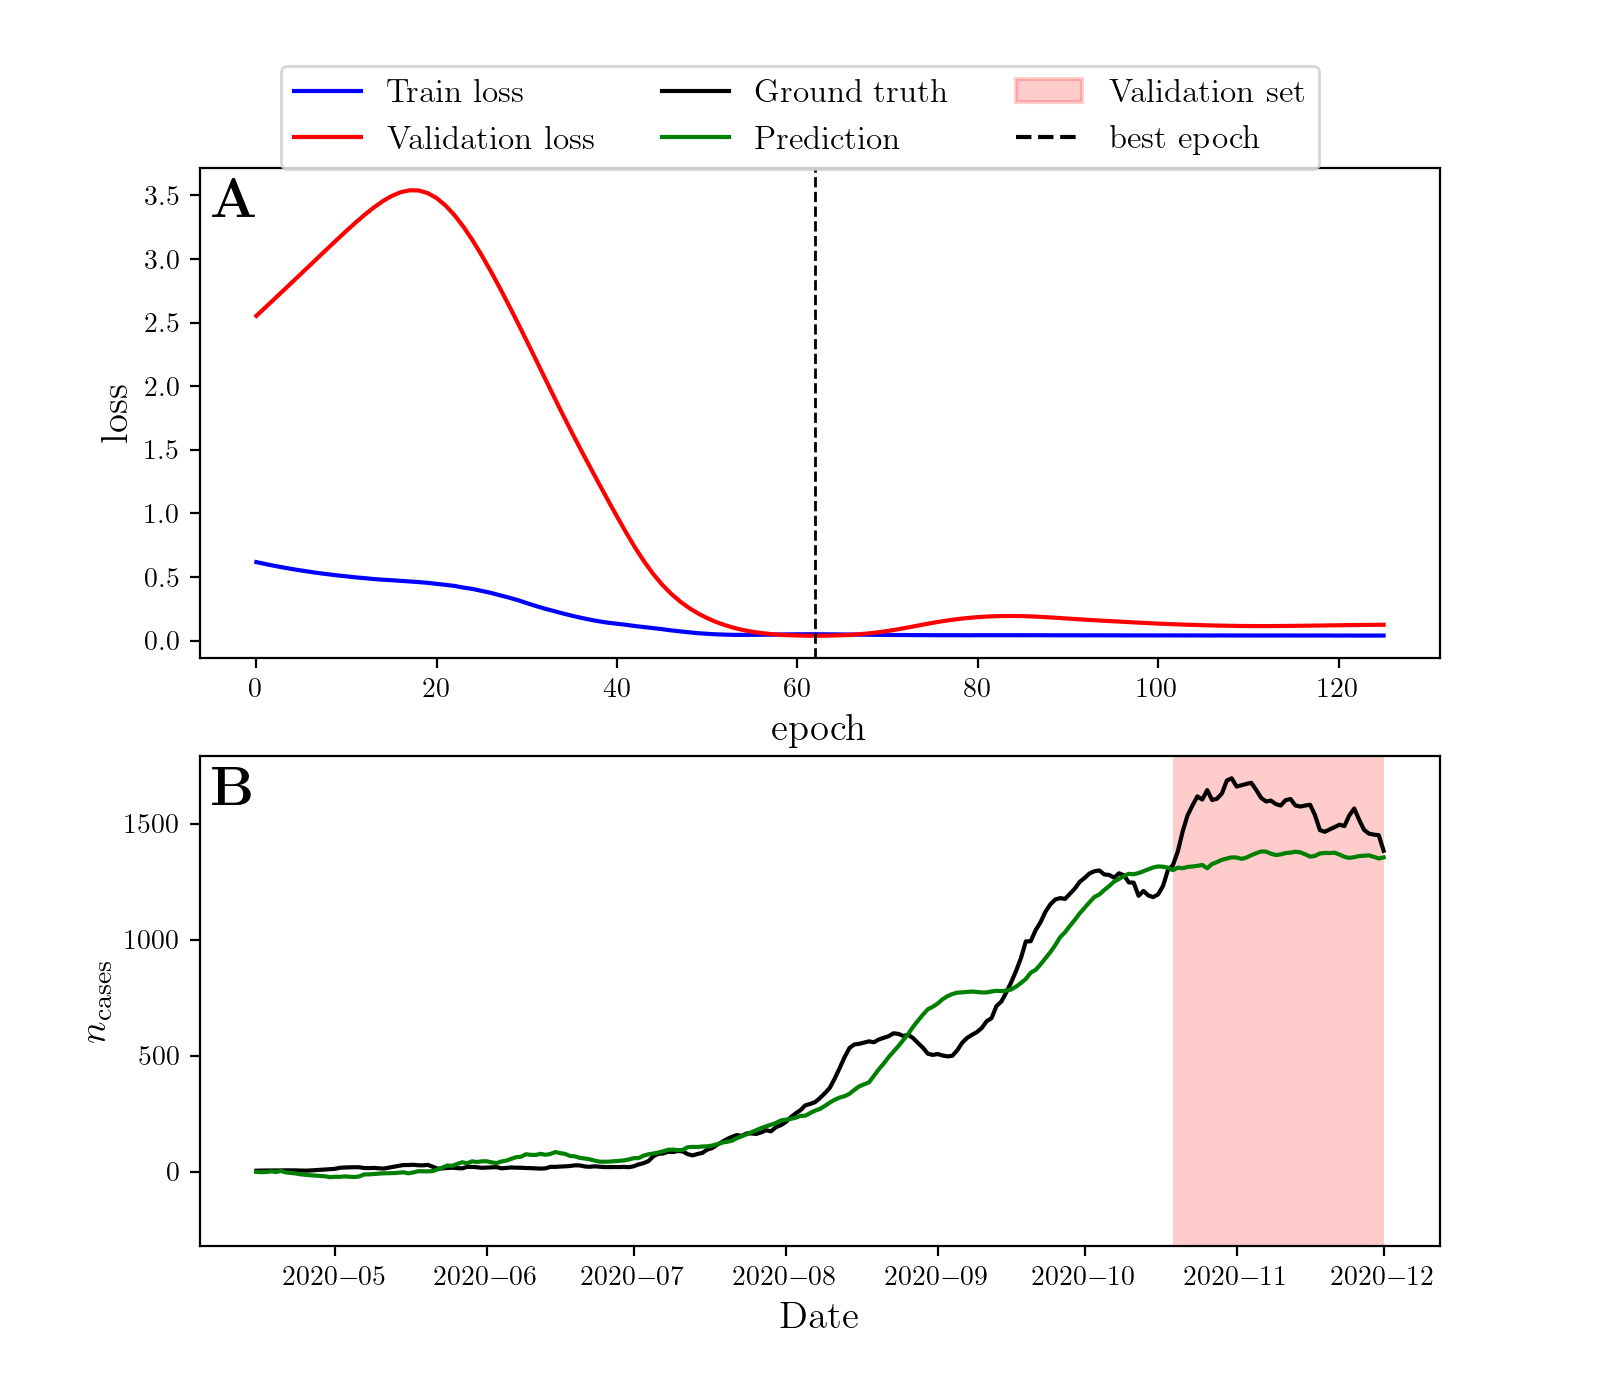 Train loss
Validation loss
Ground truth
Prediction
Validation set
best epoch
A
3.5
3.0
2.5
2.0
1.5
1.0
0.5
0.0
loss
0 20 40 60 80 100 120
epoch
B
1500
1000
500
0
n_cases
2020–05 2020–06 2020–07 2020–08 2020–09 2020–10 2020–11 2020–12
Date